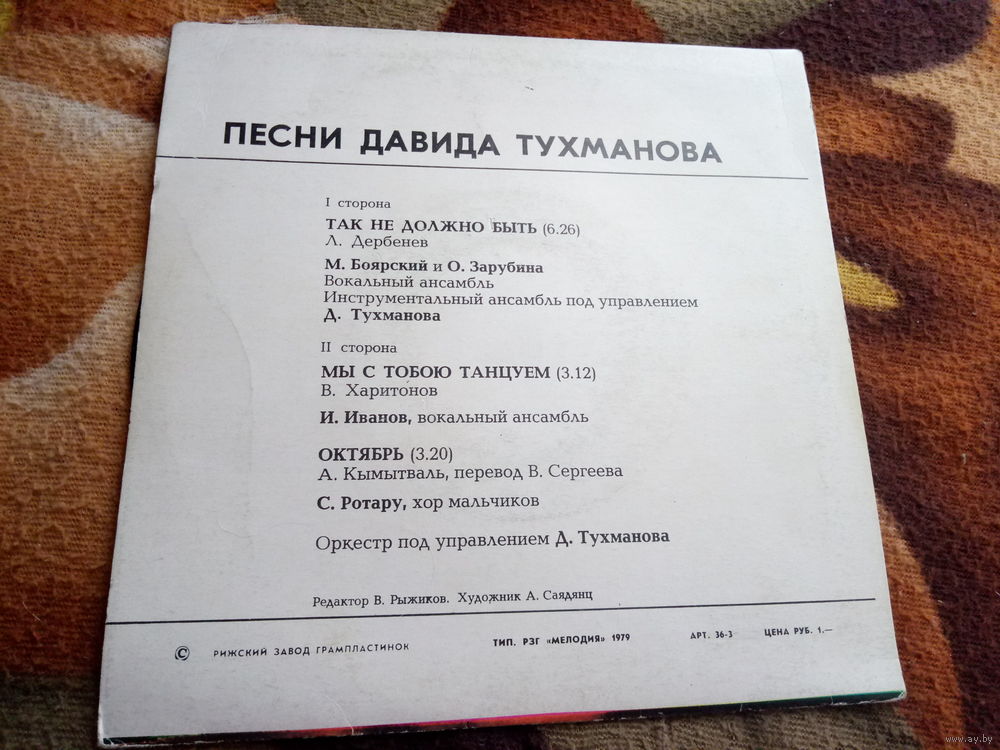 ПЕСНИ ДАВИДА ТУХМАНОВА
I сторона
ТАК НЕ ДОЛЖНО БЫТЬ (6.26)
Л. Дербенев
М. Боярский и О. Зарубина
Вокальный ансамбль
Инструментальный ансамбль под управлением
Д. Тухманова
II сторона
МЫ С ТОБОЮ ТАНЦУЕМ (3.12)
В. Харитонов
И. Иванов, вокальный ансамбль
ОКТЯБРЬ (3.20)
А. Кымытваль, перевод В. Сергеева
С. Ротару, хор мальчиков
Оркестр под управлением Д. Тухманова
Редактор В. Рыжиков. Художник А. Саядянц
© РИЖСКИЙ ЗАВОД ГРАМПЛАСТИНОК ТИП. РЗГ «МЕЛОДИЯ» 1979 АРТ. 36-3 ЦЕНА РУБ. 1.—
www.ay.by